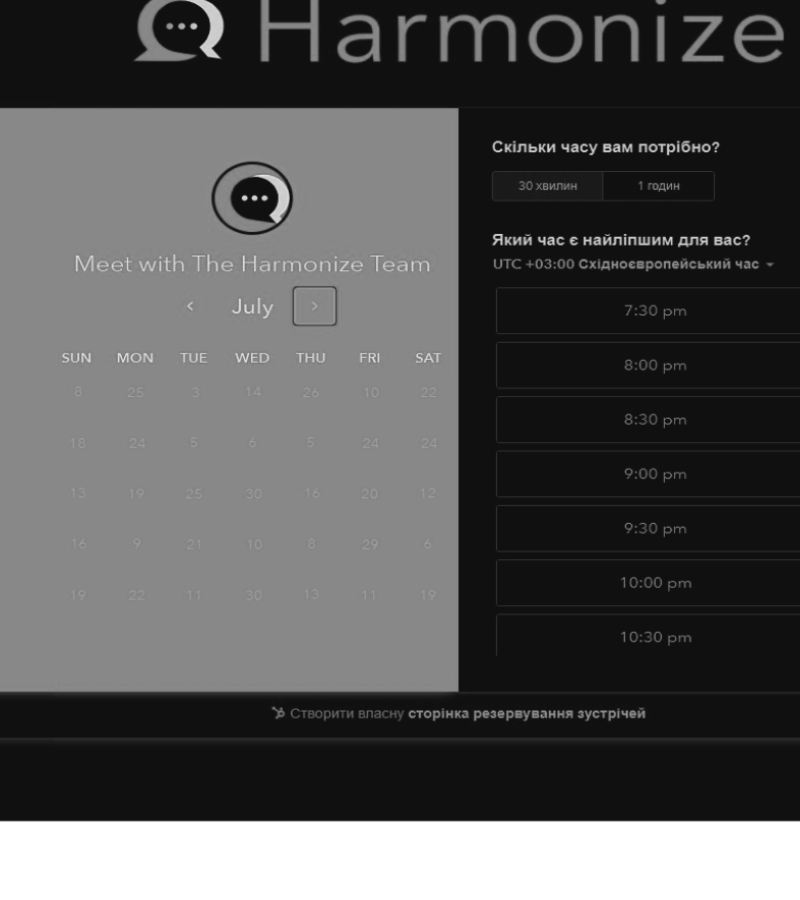 Harmonize
Meet with The Harmonize Team
July
SUN MON TUE WED THU FRI SAT
8 25 3 14 26 10 22
18 24 5 6 5 24 24
13 19 25 30 16 20 12
16 9 21 10 8 29 6
19 22 11 30 13 11 19
Скільки часу вам потрібно?
30 хвилин 1 годин
Який час є найліпшим для вас?
UTC +03:00 Східноєвропейський час
7:30 pm
8:00 pm
8:30 pm
9:00 pm
9:30 pm
10:00 pm
10:30 pm
Створити власну сторінка резервування зустрічей